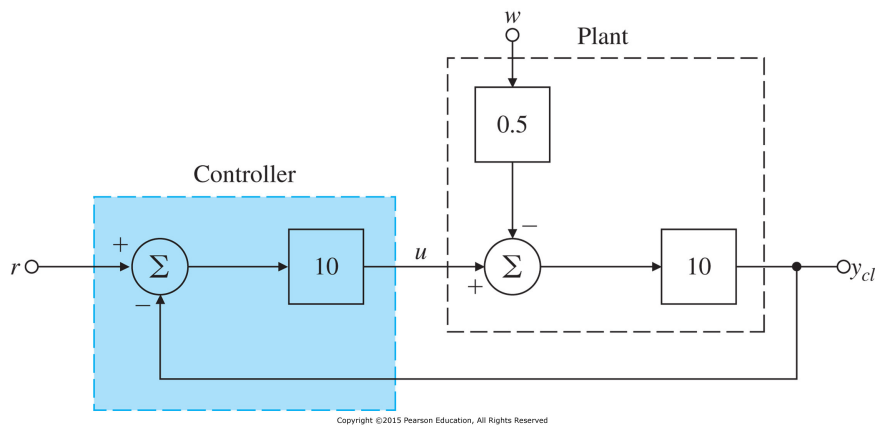 w
Plant
0.5
Controller
−
+
r
Σ
10
u
Σ
10
y_cl
−
+
Copyright ©2015 Pearson Education, All Rights Reserved